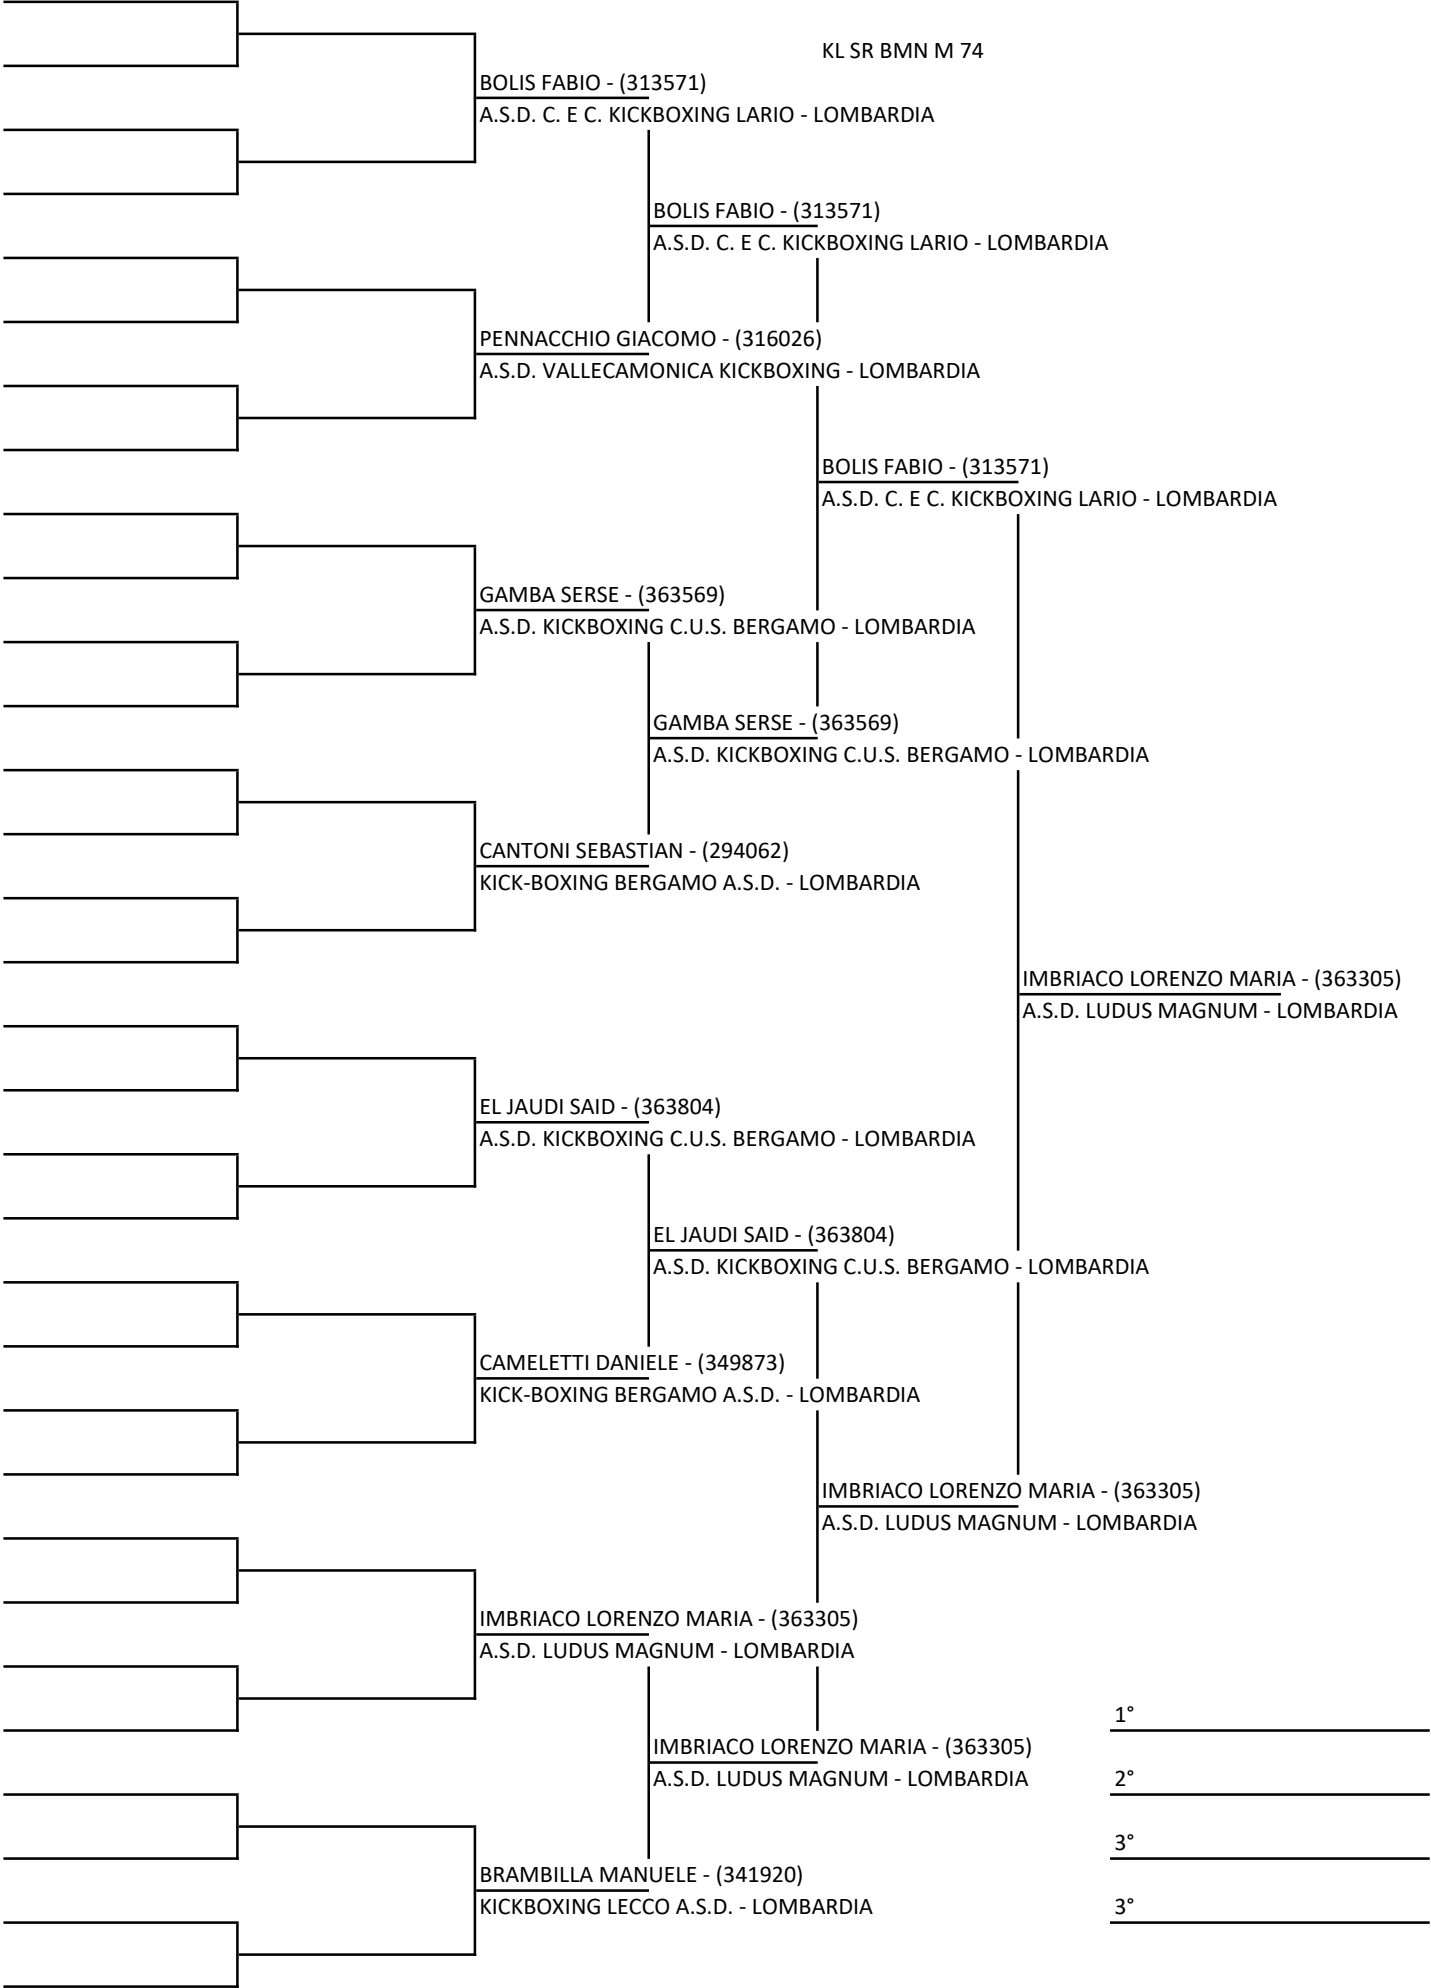 KL SR BMN M 74
BOLIS FABIO - (313571)
A.S.D. C. E C. KICKBOXING LARIO - LOMBARDIA
BOLIS FABIO - (313571)
A.S.D. C. E C. KICKBOXING LARIO - LOMBARDIA
PENNACCHIO GIACOMO - (316026)
A.S.D. VALLECAMONICA KICKBOXING - LOMBARDIA
BOLIS FABIO - (313571)
A.S.D. C. E C. KICKBOXING LARIO - LOMBARDIA
GAMBA SERSE - (363569)
A.S.D. KICKBOXING C.U.S. BERGAMO - LOMBARDIA
GAMBA SERSE - (363569)
A.S.D. KICKBOXING C.U.S. BERGAMO - LOMBARDIA
CANTONI SEBASTIAN - (294062)
KICK-BOXING BERGAMO A.S.D. - LOMBARDIA
IMBRIACO LORENZO MARIA - (363305)
A.S.D. LUDUS MAGNUM - LOMBARDIA
EL JAUDI SAID - (363804)
A.S.D. KICKBOXING C.U.S. BERGAMO - LOMBARDIA
EL JAUDI SAID - (363804)
A.S.D. KICKBOXING C.U.S. BERGAMO - LOMBARDIA
CAMELETTI DANIELE - (349873)
KICK-BOXING BERGAMO A.S.D. - LOMBARDIA
IMBRIACO LORENZO MARIA - (363305)
A.S.D. LUDUS MAGNUM - LOMBARDIA
IMBRIACO LORENZO MARIA - (363305)
A.S.D. LUDUS MAGNUM - LOMBARDIA
1°
IMBRIACO LORENZO MARIA - (363305)
A.S.D. LUDUS MAGNUM - LOMBARDIA
2°
3°
BRAMBILLA MANUELE - (341920)
KICKBOXING LECCO A.S.D. - LOMBARDIA
3°